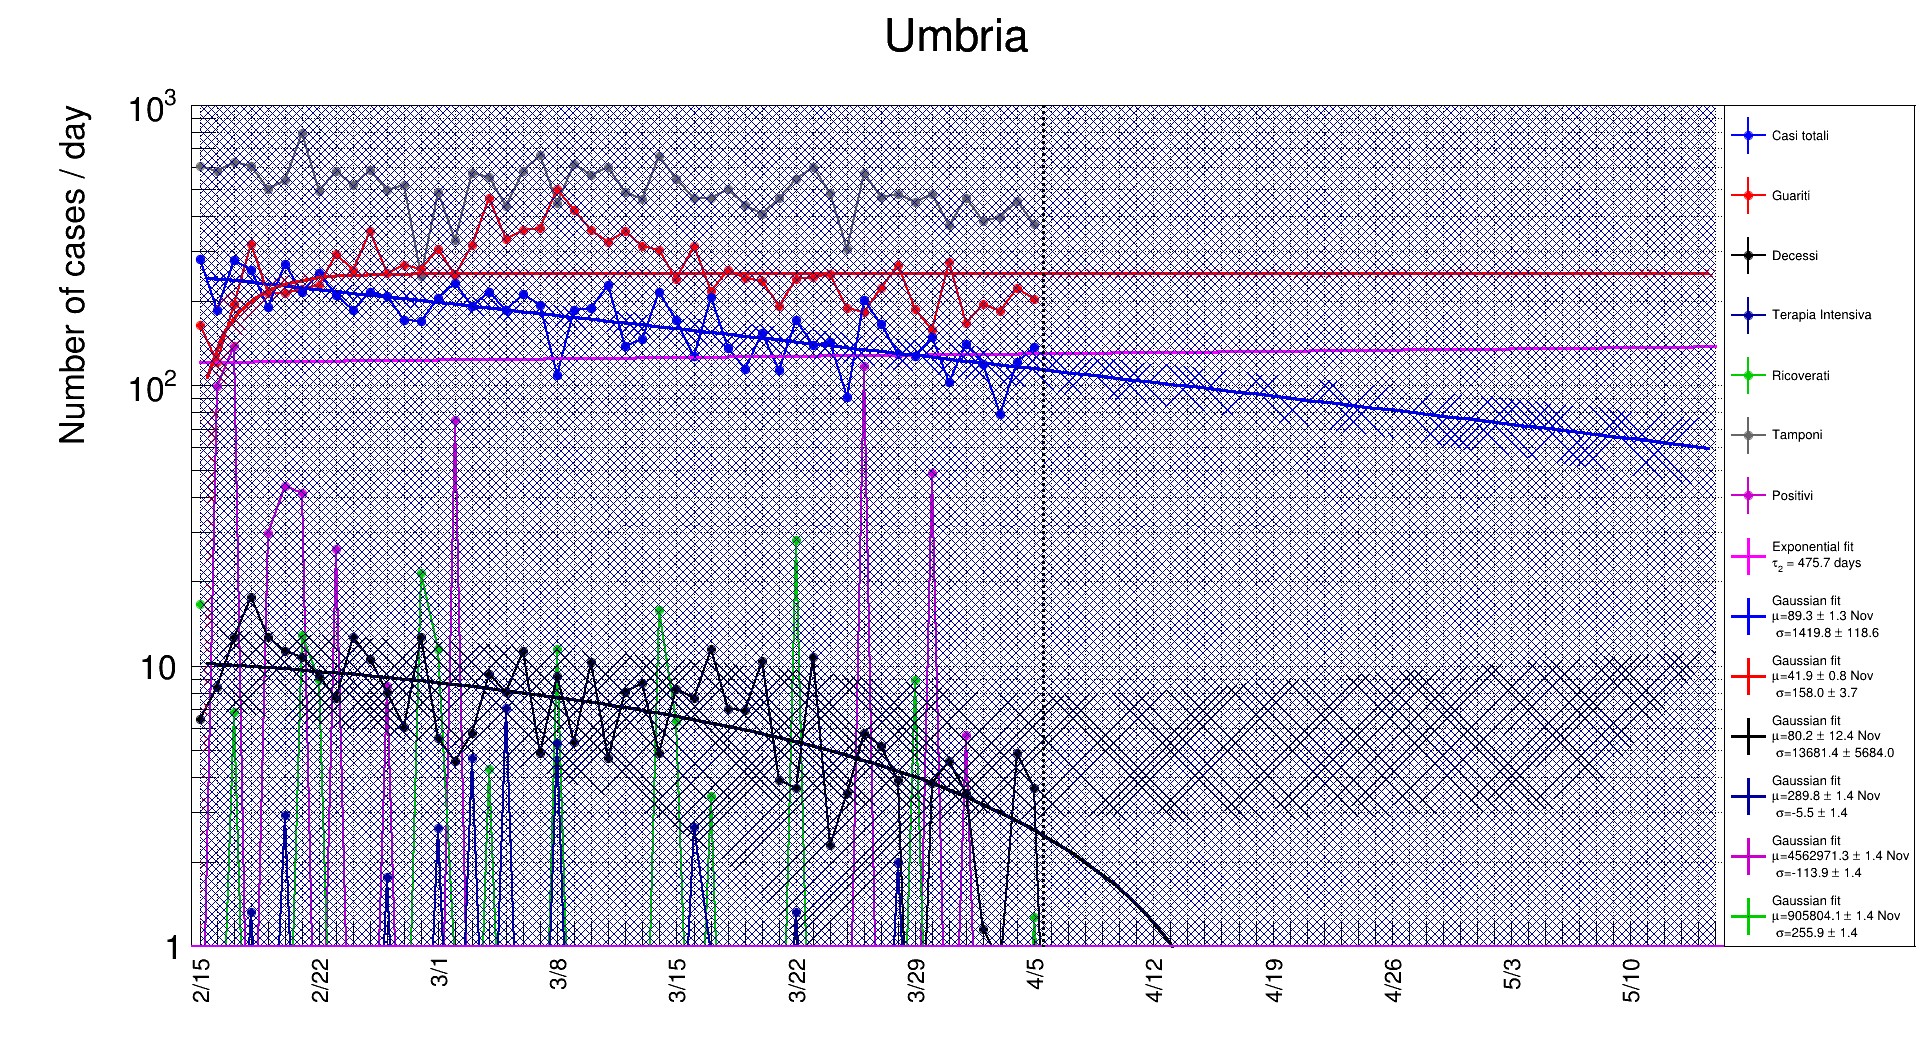 Umbria
Number of cases / day
10³
10²
10
1
2/15
2/22
3/1
3/8
3/15
3/22
3/29
4/5
4/12
4/19
4/26
5/3
5/10
Casi totali
Guariti
Decessi
Terapia Intensiva
Ricoverati
Tamponi
Positivi
Exponential fit
τ₂ = 475.7 days
Gaussian fit
μ=89.3 ± 1.3 Nov
σ=1419.8 ± 118.6
Gaussian fit
μ=41.9 ± 0.8 Nov
σ=158.0 ± 3.7
Gaussian fit
μ=80.2 ± 12.4 Nov
σ=13681.4 ± 5684.0
Gaussian fit
μ=289.8 ± 1.4 Nov
σ=-5.5 ± 1.4
Gaussian fit
μ=4562971.3 ± 1.4 Nov
σ=-113.9 ± 1.4
Gaussian fit
μ=905804.1 ± 1.4 Nov
σ=255.9 ± 1.4